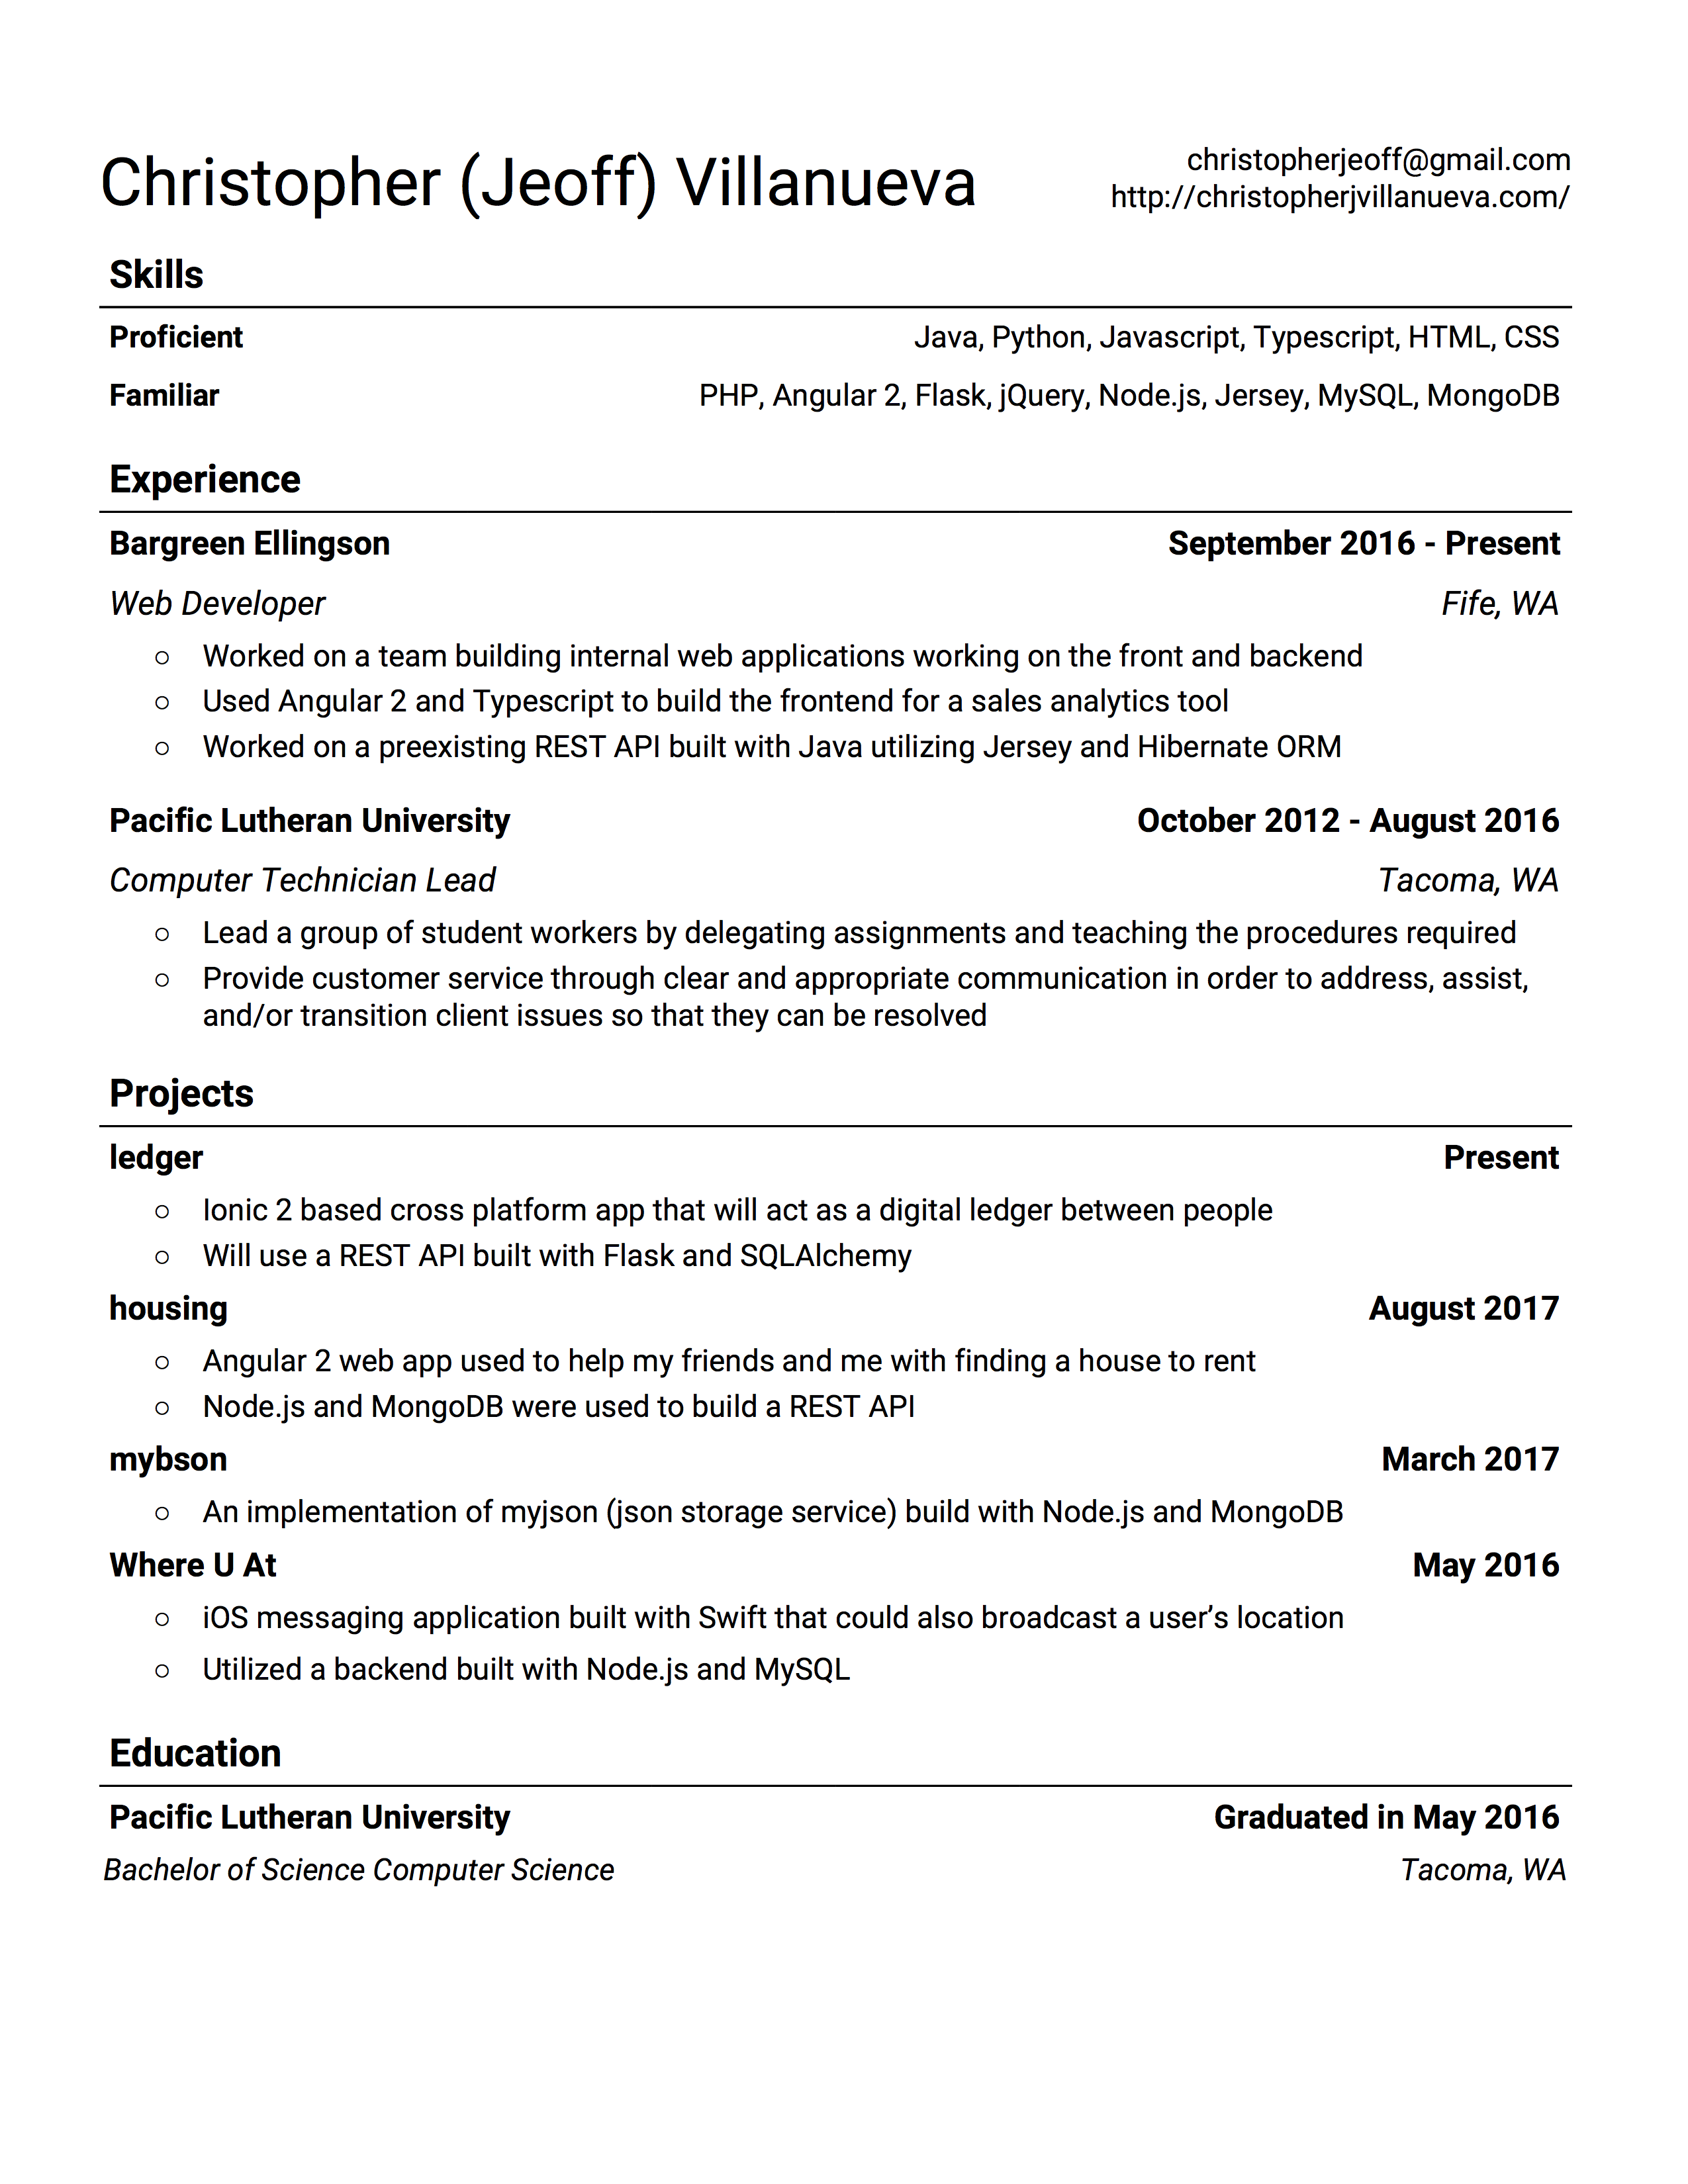 Christopher (Jeoff) Villanueva
christopherjeoff@gmail.com
http://christopherjvillanueva.com/
Skills
Proficient Java, Python, Javascript, Typescript, HTML, CSS
Familiar PHP, Angular 2, Flask, jQuery, Node.js, Jersey, MySQL, MongoDB
Experience
Bargreen Ellingson September 2016 - Present
Web Developer Fife, WA
○ Worked on a team building internal web applications working on the front and backend
○ Used Angular 2 and Typescript to build the frontend for a sales analytics tool
○ Worked on a preexisting REST API built with Java utilizing Jersey and Hibernate ORM
Pacific Lutheran University October 2012 - August 2016
Computer Technician Lead Tacoma, WA
○ Lead a group of student workers by delegating assignments and teaching the procedures required
○ Provide customer service through clear and appropriate communication in order to address, assist,
and/or transition client issues so that they can be resolved
Projects
ledger Present
○ Ionic 2 based cross platform app that will act as a digital ledger between people
○ Will use a REST API built with Flask and SQLAlchemy
housing August 2017
○ Angular 2 web app used to help my friends and me with finding a house to rent
○ Node.js and MongoDB were used to build a REST API
mybson March 2017
○ An implementation of myjson (json storage service) build with Node.js and MongoDB
Where U At May 2016
○ iOS messaging application built with Swift that could also broadcast a user’s location
○ Utilized a backend built with Node.js and MySQL
Education
Pacific Lutheran University Graduated in May 2016
Bachelor of Science Computer Science Tacoma, WA